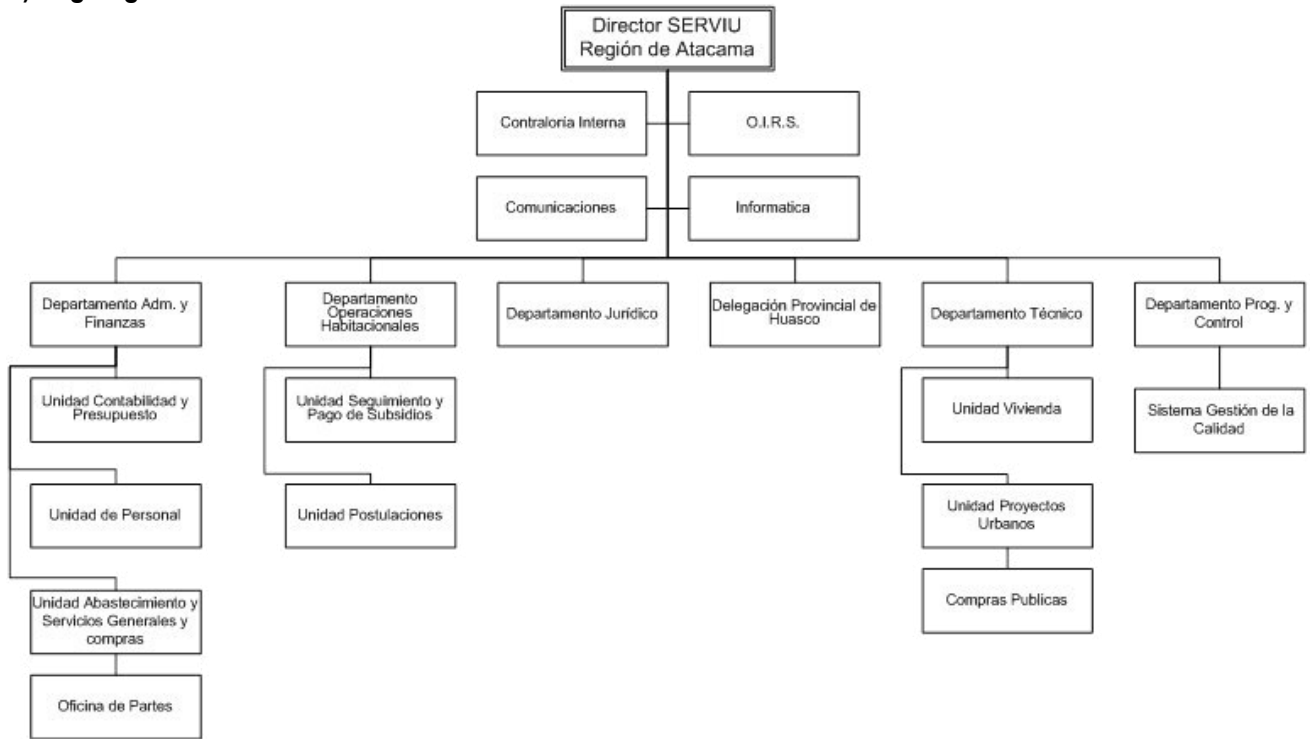 Director SERVIU
Región de Atacama
Contraloría Interna
O.I.R.S.
Comunicaciones
Informatica
Departamento Adm. y
Finanzas
Departamento
Operaciones
Habitacionales
Departamento Jurídico
Delegación Provincial de
Huasco
Departamento Técnico
Departamento Prog. y
Control
Unidad Contabilidad y
Presupuesto
Unidad Seguimiento y
Pago de Subsidios
Unidad Vivienda
Sistema Gestión de la
Calidad
Unidad de Personal
Unidad Postulaciones
Unidad Proyectos
Urbanos
Unidad Abastecimiento y
Servicios Generales y
compras
Compras Publicas
Oficina de Partes